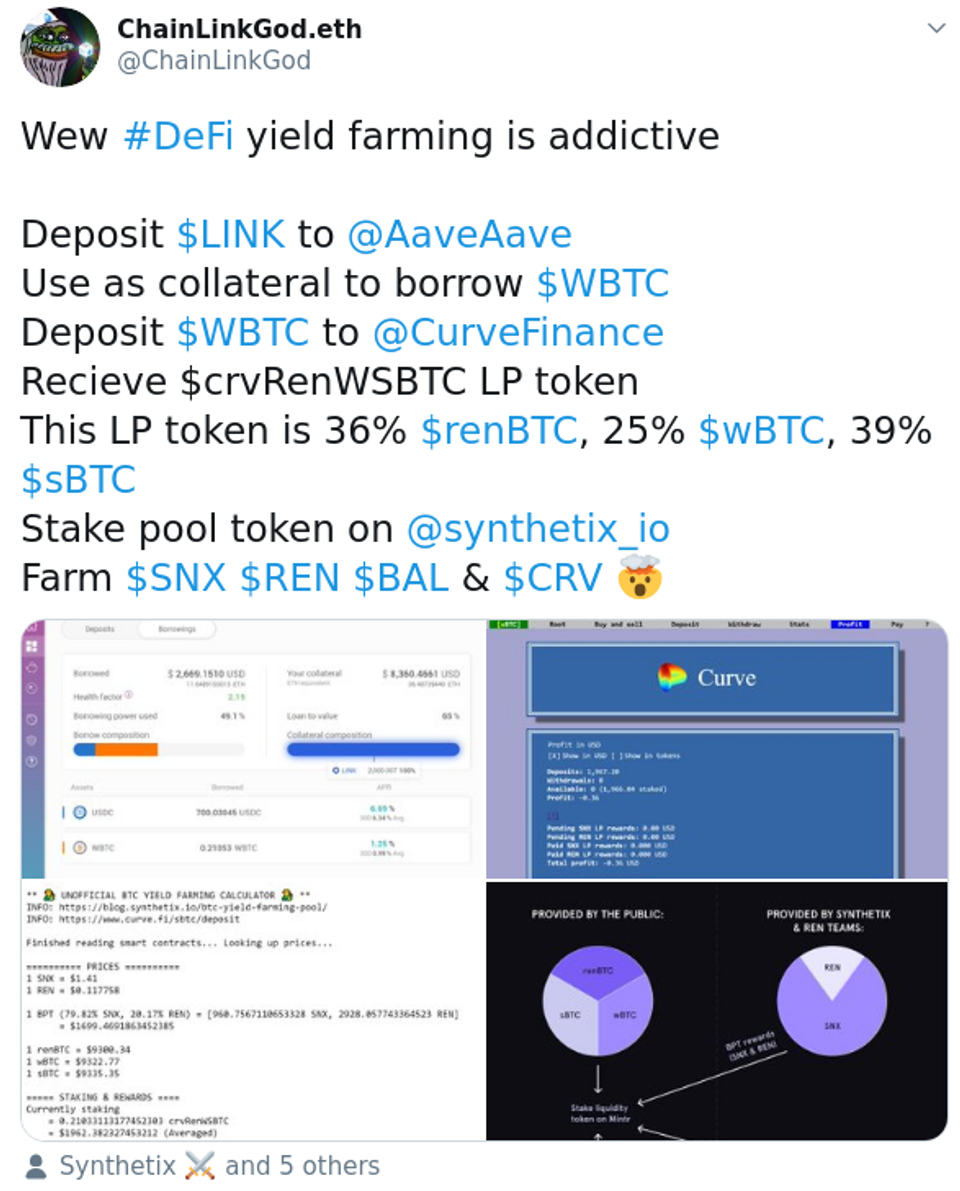 ChainLinkGod.eth
@ChainLinkGod
Wew #DeFi yield farming is addictive
Deposit $LINK to @AaveAave
Use as collateral to borrow $WBTC
Deposit $WBTC to @CurveFinance
Recieve $crvRenWSBTC LP token
This LP token is 36% $renBTC, 25% $wBTC, 39%
$sBTC
Stake pool token on @synthetix_io
Farm $SNX $REN $BAL & $CRV 🤯
Deposits Borrowings
Borrowed $ 2,669.1510 USD
Health factor 2.15
Borrowing power used 49.1 %
Borrow composition
Your collateral $ 8,360.4661 USD
Loan to value 65 %
Collateral composition
LINK 100%
Assets Borrowed APR
USDC 700.03045 USDC
WBTC 0.21353 WBTC 1.25 %
[sBTC] Root Buy and sell Deposit Withdraw Stats Profit Pay ?
Curve
Profit in USD
[X]Show in USD [ ]Show in tokens
Deposits: 1,967.20
Withdrawals: 0
Available: 0 (1,966.84 staked)
Profit: -0.36
Pending SNX LP rewards: 0.00 USD
Pending REN LP rewards: 0.00 USD
Paid SNX LP rewards: 0.000 USD
Paid REN LP rewards: 0.000 USD
Total profit: -0.36 USD
** UNOFFICIAL BTC YIELD FARMING CALCULATOR **
INFO: https://blog.synthetix.io/btc-yield-farming-pool/
INFO: https://www.curve.fi/sbtc/deposit
Finished reading smart contracts... Looking up prices...
========== PRICES ==========
1 SNX = $1.41
1 REN = $0.117758
1 BPT (79.82% SNX, 20.17% REN) = [960.7567110653328 SNX, 2928.057743364523 REN]
= $1699.4691863452385
1 renBTC = $9300.34
1 wBTC = $9322.77
1 sBTC = $9335.35
===== STAKING & REWARDS ====
Currently staking
= 0.21033113177452303 crvRenWSBTC
= $1962.382327453212 (Averaged)
PROVIDED BY THE PUBLIC:
renBTC
sBTC wBTC
PROVIDED BY SYNTHETIX
& REN TEAMS:
REN
SNX
BPT rewards
(SNX & REN)
Stake liquidity
token on Mintr
Synthetix ⚔️ and 5 others